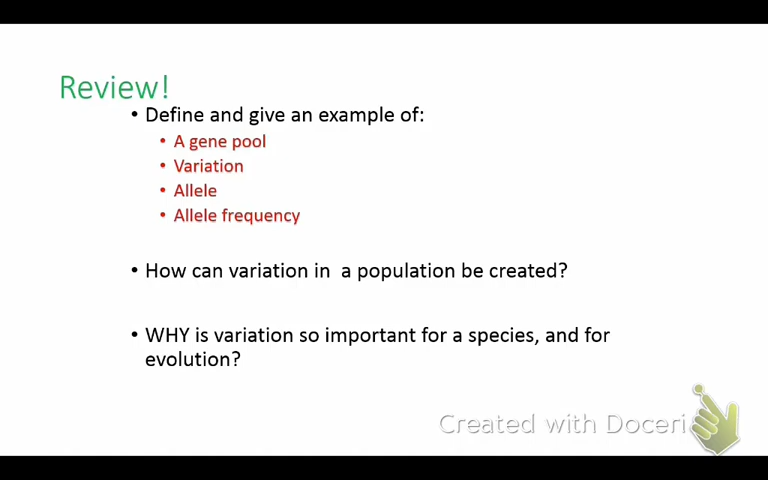 Review!
• Define and give an example of:
• A gene pool
• Variation
• Allele
• Allele frequency
• How can variation in a population be created?
• WHY is variation so important for a species, and for
evolution?
Created with Doceri